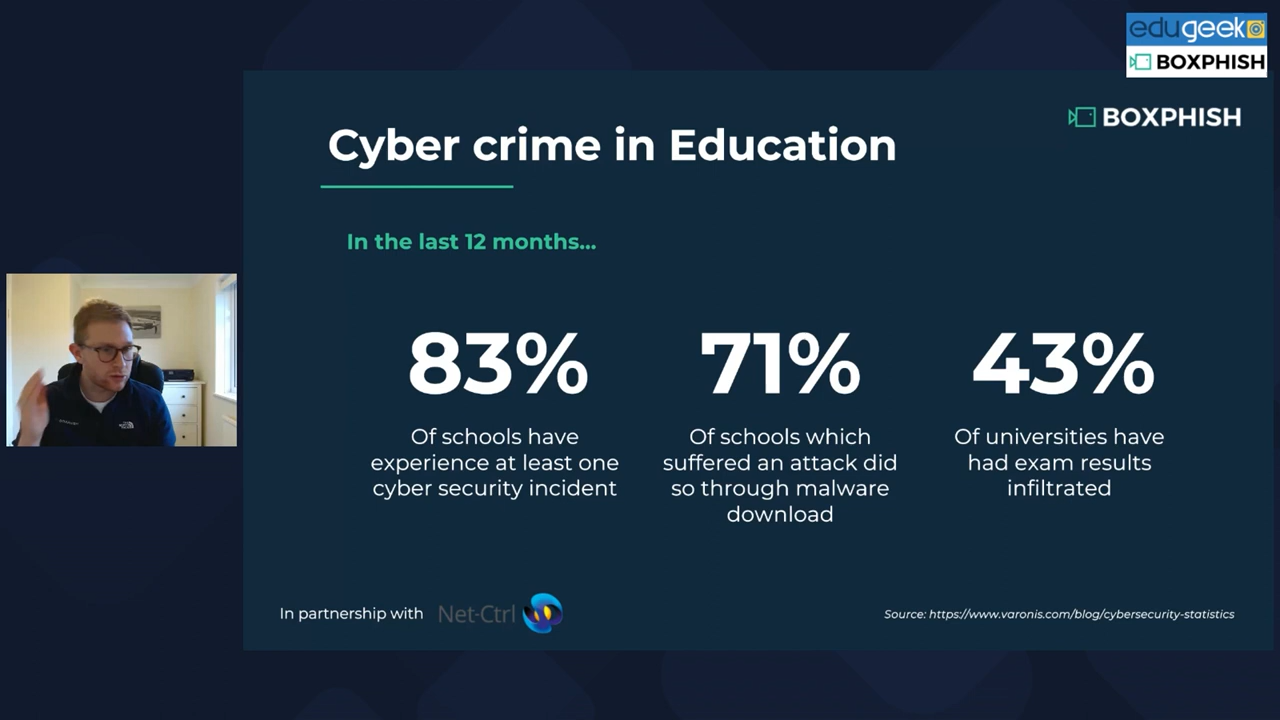 edugeek
BOXPHISH
BOXPHISH
Cyber crime in Education
In the last 12 months...
83%
Of schools have
experience at least one
cyber security incident
71%
Of schools which
suffered an attack did
so through malware
download
43%
Of universities have
had exam results
infiltrated
In partnership with
Net-Ctrl
Source: https://www.varonis.com/blog/cybersecurity-statistics